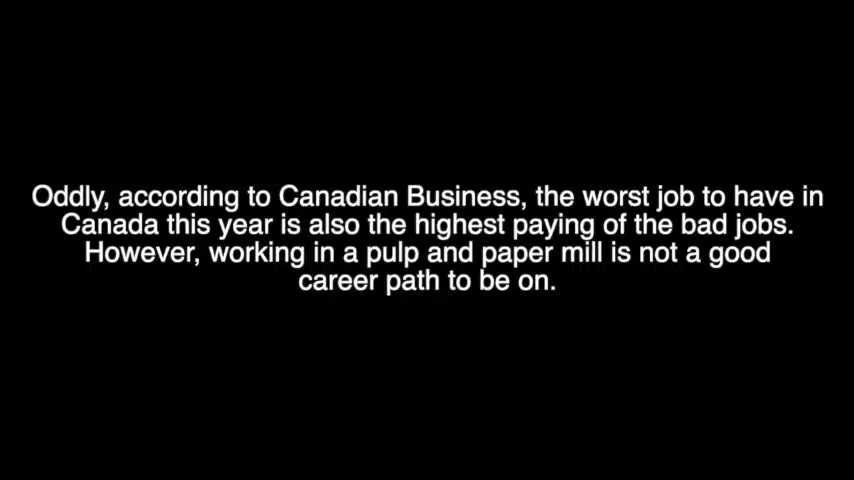 Oddly, according to Canadian Business, the worst job to have in
Canada this year is also the highest paying of the bad jobs.
However, working in a pulp and paper mill is not a good
career path to be on.